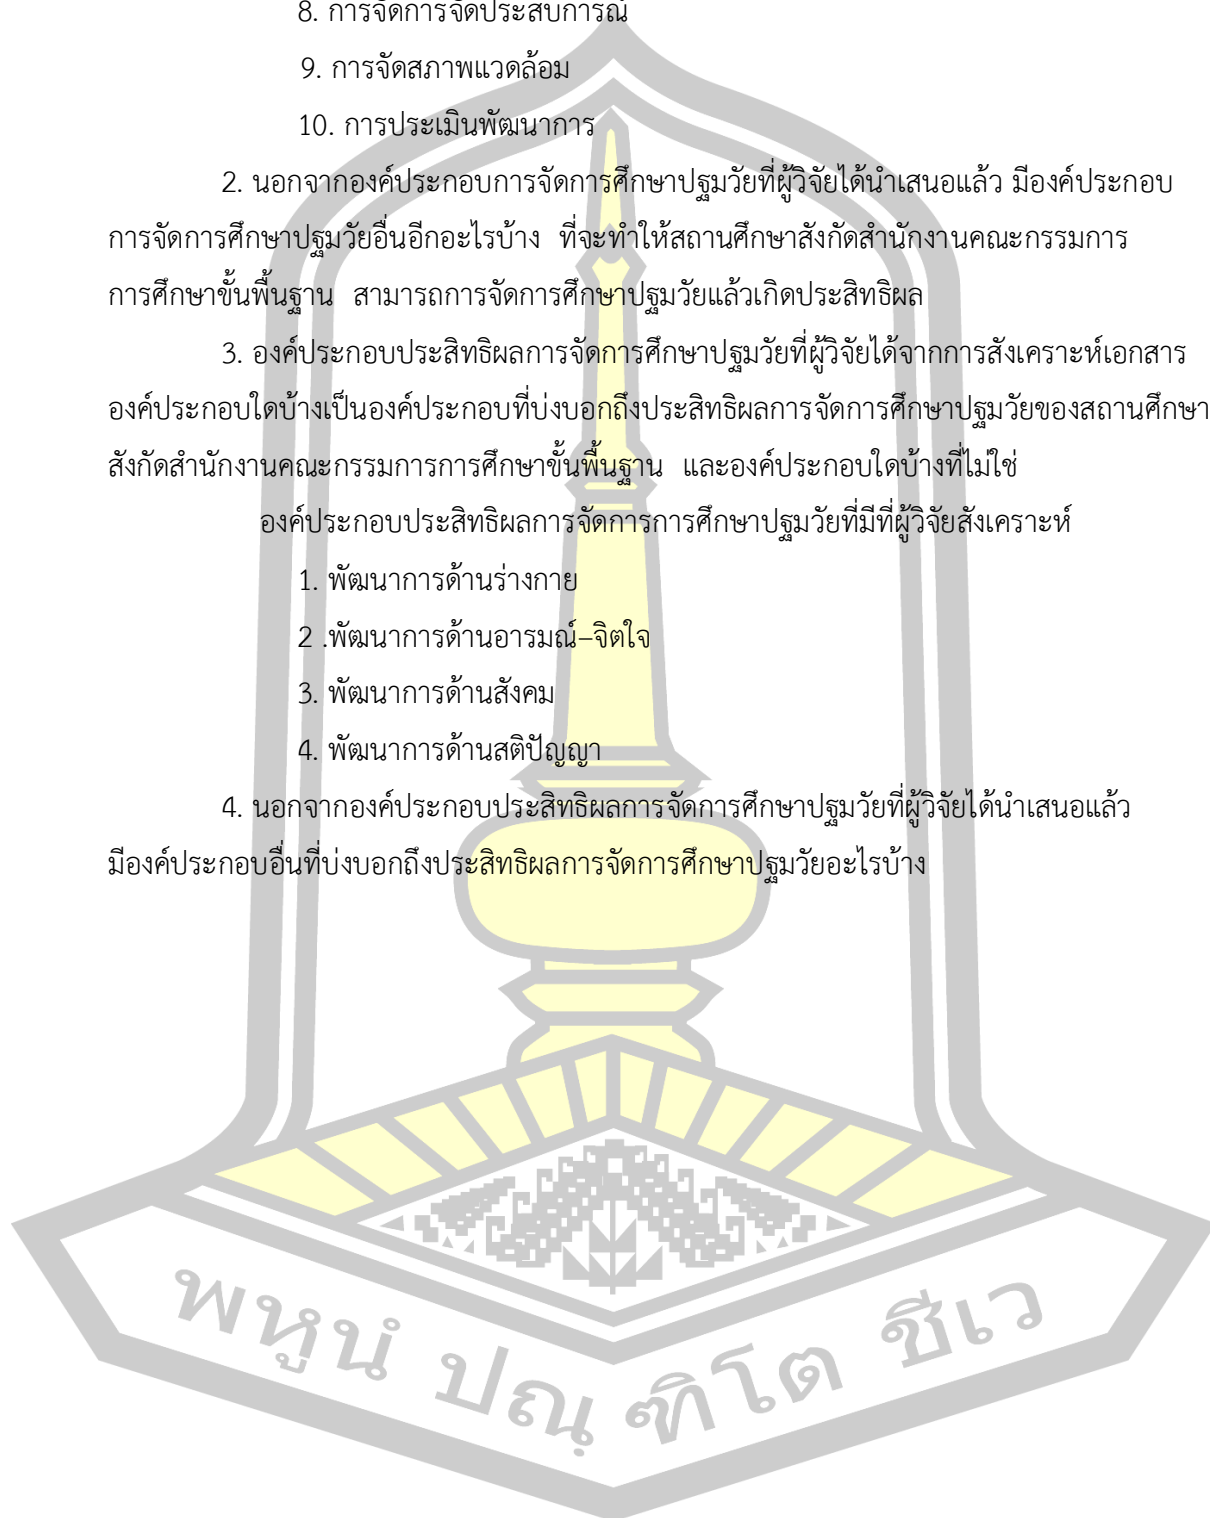 8. การจัดการจัดประสบการณ์
9. การจัดสภาพแวดล้อม
10. การประเมินพัฒนาการ
2. นอกจากองค์ประกอบการจัดการศึกษาปฐมวัยที่ผู้วิจัยได้นำเสนอแล้ว มีองค์ประกอบ
การจัดการศึกษาปฐมวัยอื่นอีกอะไรบ้าง ที่จะทำให้สถานศึกษาสังกัดสำนักงานคณะกรรมการ
การศึกษาขั้นพื้นฐาน สามารถการจัดการศึกษาปฐมวัยแล้วเกิดประสิทธิผล
3. องค์ประกอบประสิทธิผลการจัดการศึกษาปฐมวัยที่ผู้วิจัยได้จากการสังเคราะห์เอกสาร
องค์ประกอบใดบ้างเป็นองค์ประกอบที่บ่งบอกถึงประสิทธิผลการจัดการศึกษาปฐมวัยของสถานศึกษา
สังกัดสำนักงานคณะกรรมการการศึกษาขั้นพื้นฐาน และองค์ประกอบใดบ้างที่ไม่ใช่
องค์ประกอบประสิทธิผลการจัดการการศึกษาปฐมวัยที่มีที่ผู้วิจัยสังเคราะห์
1. พัฒนาการด้านร่างกาย
2 .พัฒนาการด้านอารมณ์–จิตใจ
3. พัฒนาการด้านสังคม
4. พัฒนาการด้านสติปัญญา
4. นอกจากองค์ประกอบประสิทธิผลการจัดการศึกษาปฐมวัยที่ผู้วิจัยได้นำเสนอแล้ว
มีองค์ประกอบอื่นที่บ่งบอกถึงประสิทธิผลการจัดการศึกษาปฐมวัยอะไรบ้าง
พหูนํ ปณฺ ฑิโต ชีเว